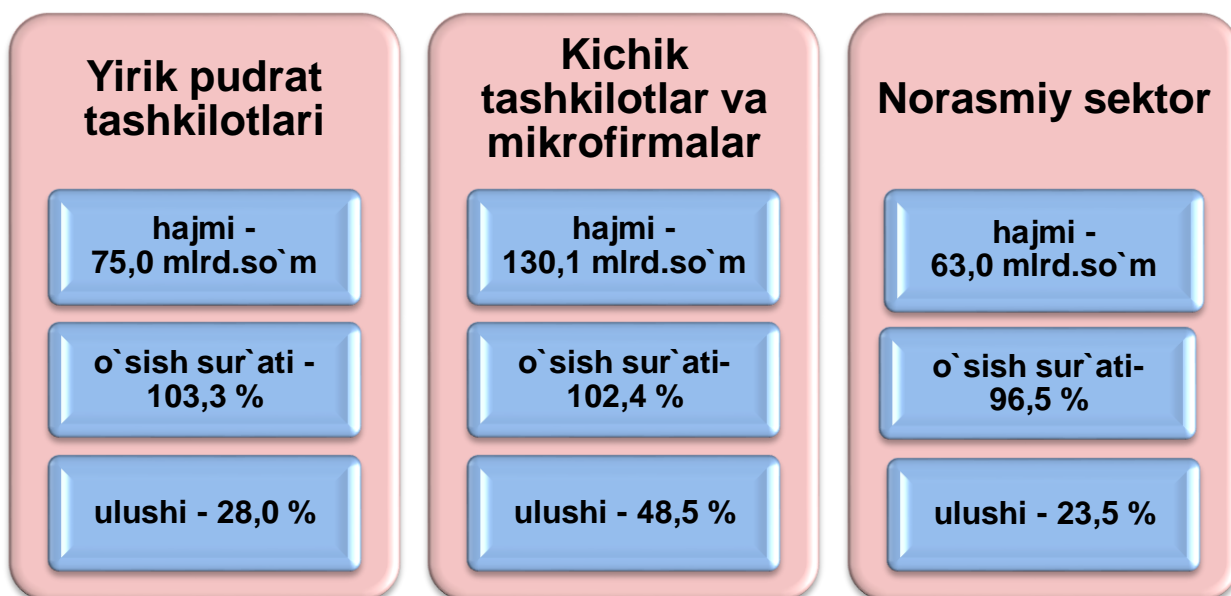 Yirik pudrat
tashkilotlari
hajmi -
75,0 mlrd.so`m
o`sish sur`ati -
103,3 %
ulushi - 28,0 %
Kichik
tashkilotlar va
mikrofirmalar
hajmi -
130,1 mlrd.so`m
o`sish sur`ati-
102,4 %
ulushi - 48,5 %
Norasmiy sektor
hajmi -
63,0 mlrd.so`m
o`sish sur`ati-
96,5 %
ulushi - 23,5 %